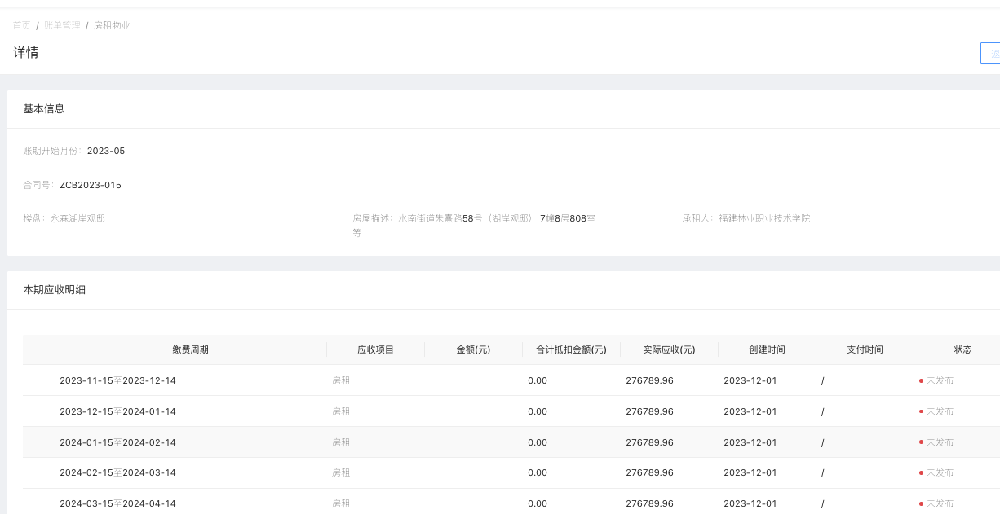 首页 / 账单管理 / 房租物业
详情
返
基本信息
账期开始月份: 2023-05
合同号: ZCB2023-015
楼盘: 永森湖岸观邸 房屋描述: 水南街道朱熹路58号（湖岸观邸） 7幢8层808室 承租人: 福建林业职业技术学院
等
本期应收明细
缴费周期 应收项目 金额(元) 合计抵扣金额(元) 实际应收(元) 创建时间 支付时间 状态
2023-11-15至2023-12-14 房租 0.00 276789.96 2023-12-01 / 未发布
2023-12-15至2024-01-14 房租 0.00 276789.96 2023-12-01 / 未发布
2024-01-15至2024-02-14 房租 0.00 276789.96 2023-12-01 / 未发布
2024-02-15至2024-03-14 房租 0.00 276789.96 2023-12-01 / 未发布
2024-03-15至2024-04-14 房租 0.00 276789.96 2023-12-01 / 未发布